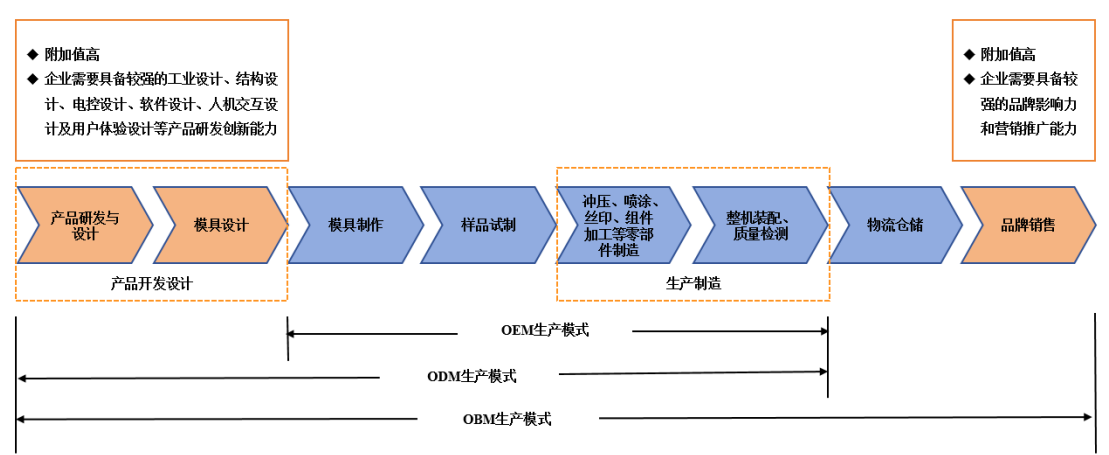 ◆ 附加值高
◆ 企业需要具备较强的工业设计、结构设
计、电控设计、软件设计、人机交互设
计及用户体验设计等产品研发创新能力
◆ 附加值高
◆ 企业需要具备较
强的品牌影响力
和营销推广能力
产品研发与
设计
模具设计
模具制作
样品试制
冲压、喷涂、
丝印、组件
加工等零部
件制造
整机装配、
质量检测
物流仓储
品牌销售
产品开发设计
生产制造
OEM生产模式
ODM生产模式
OBM生产模式